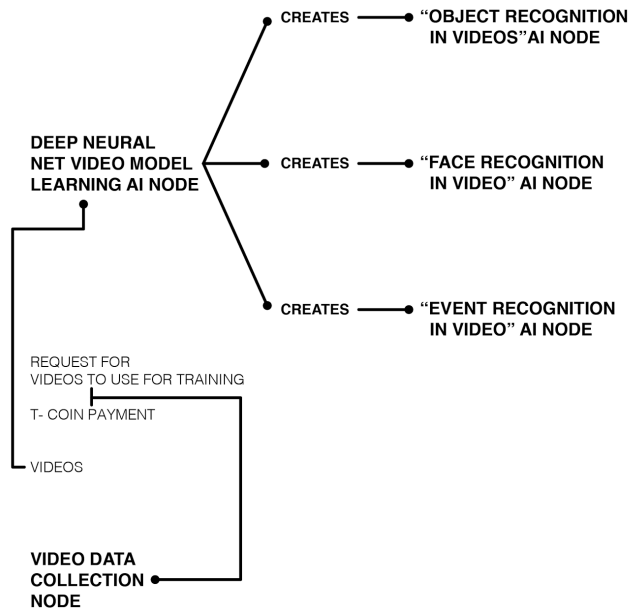 CREATES
“OBJECT RECOGNITION
IN VIDEOS”AI NODE
DEEP NEURAL
NET VIDEO MODEL
LEARNING AI NODE
CREATES
“FACE RECOGNITION
IN VIDEO” AI NODE
CREATES
“EVENT RECOGNITION
IN VIDEO” AI NODE
REQUEST FOR
VIDEOS TO USE FOR TRAINING
T- COIN PAYMENT
VIDEOS
VIDEO DATA
COLLECTION
NODE